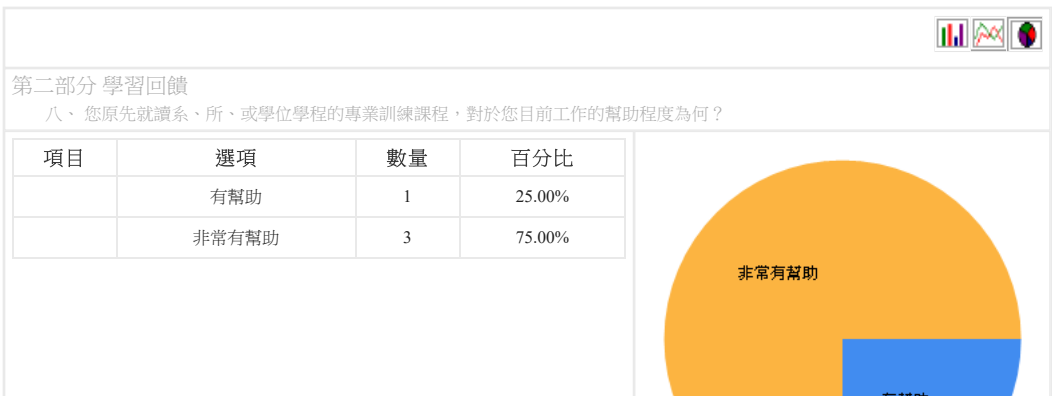 第二部分 學習回饋
八、 您原先就讀系、所、或學位學程的專業訓練課程，對於您目前工作的幫助程度為何？
項目 選項 數量 百分比
有幫助 1 25.00%
非常有幫助 3 75.00%
非常有幫助